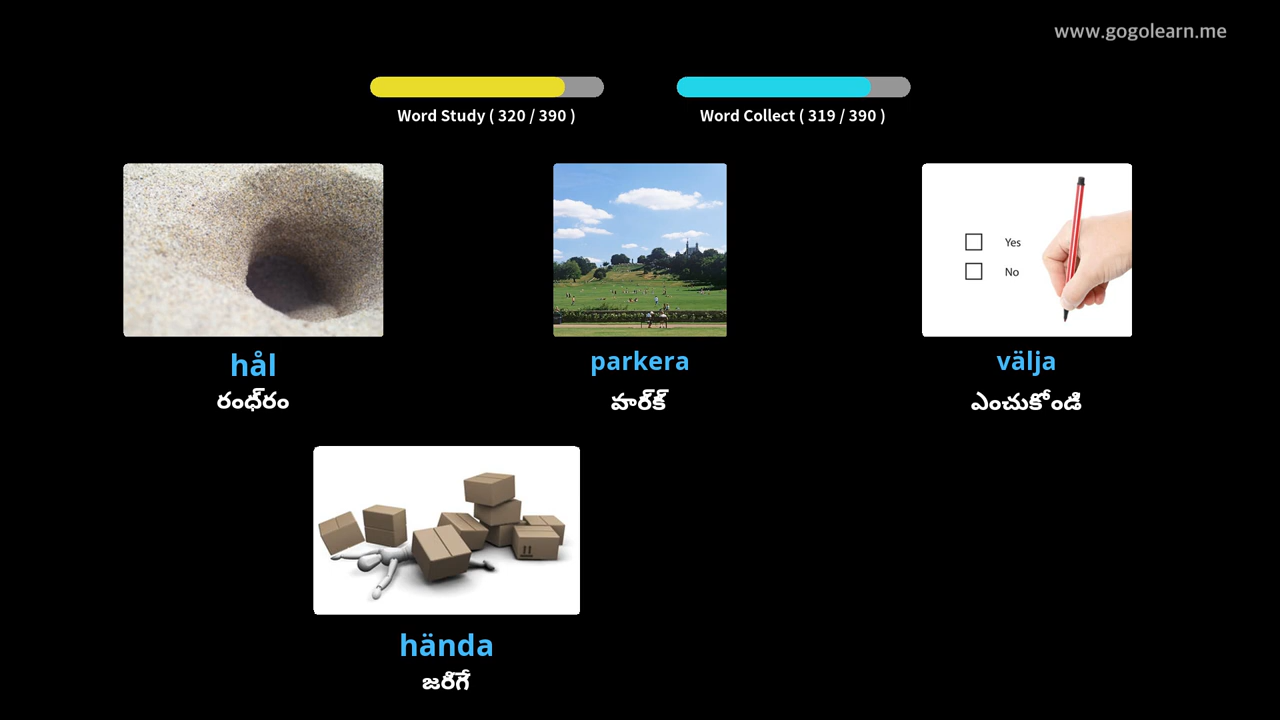 www.gogolearn.me
Word Study ( 320 / 390 )
Word Collect ( 319 / 390 )
Yes
No
hål
రంధ్రం
parkera
పార్క్
välja
ఎంచుకోండి
hända
జరిగే